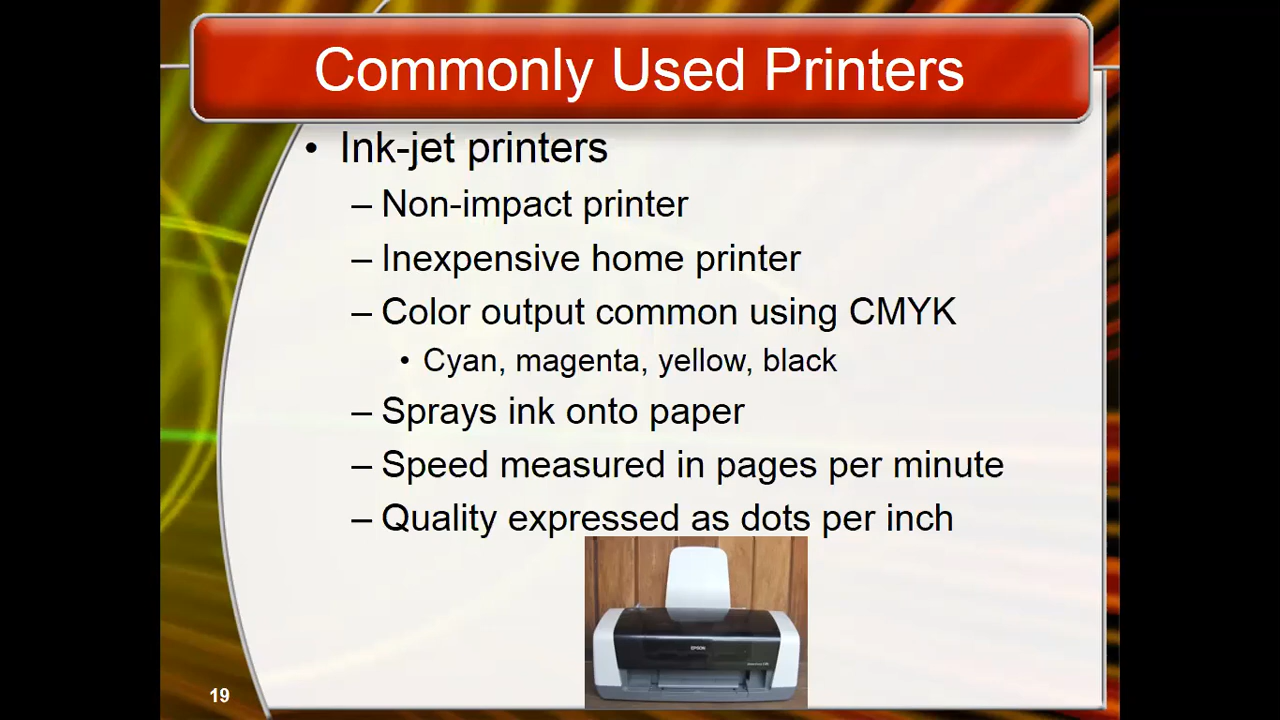 Commonly Used Printers
• Ink-jet printers
– Non-impact printer
– Inexpensive home printer
– Color output common using CMYK
• Cyan, magenta, yellow, black
– Sprays ink onto paper
– Speed measured in pages per minute
– Quality expressed as dots per inch
EPSON
19